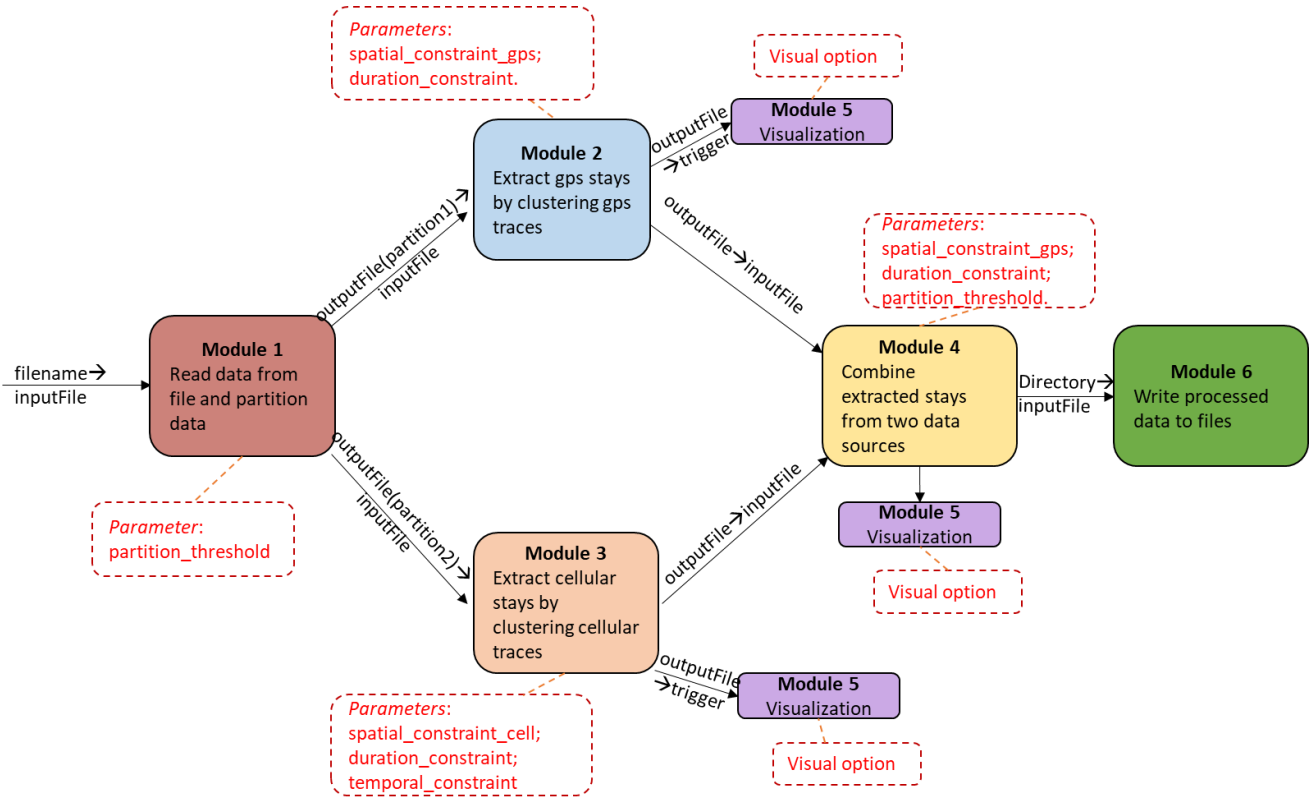 Parameters:
spatial_constraint_gps;
duration_constraint.
Visual option
Module 5
Visualization
outputFile
→trigger
Module 2
Extract gps stays
by clustering gps
traces
outputFile(partition1)→
inputFile
outputFile→inputFile
Parameters:
spatial_constraint_gps;
duration_constraint;
partition_threshold.
filename→
inputFile
Module 1
Read data from
file and partition
data
Parameter:
partition_threshold
Module 4
Combine
extracted stays
from two data
sources
Directory→
inputFile
Module 6
Write processed
data to files
Module 5
Visualization
Visual option
outputFile(partition2)→
inputFile
outputFile→inputFile
Module 3
Extract cellular
stays by
clustering cellular
traces
outputFile
→trigger
Module 5
Visualization
Visual option
Parameters:
spatial_constraint_cell;
duration_constraint;
temporal_constraint